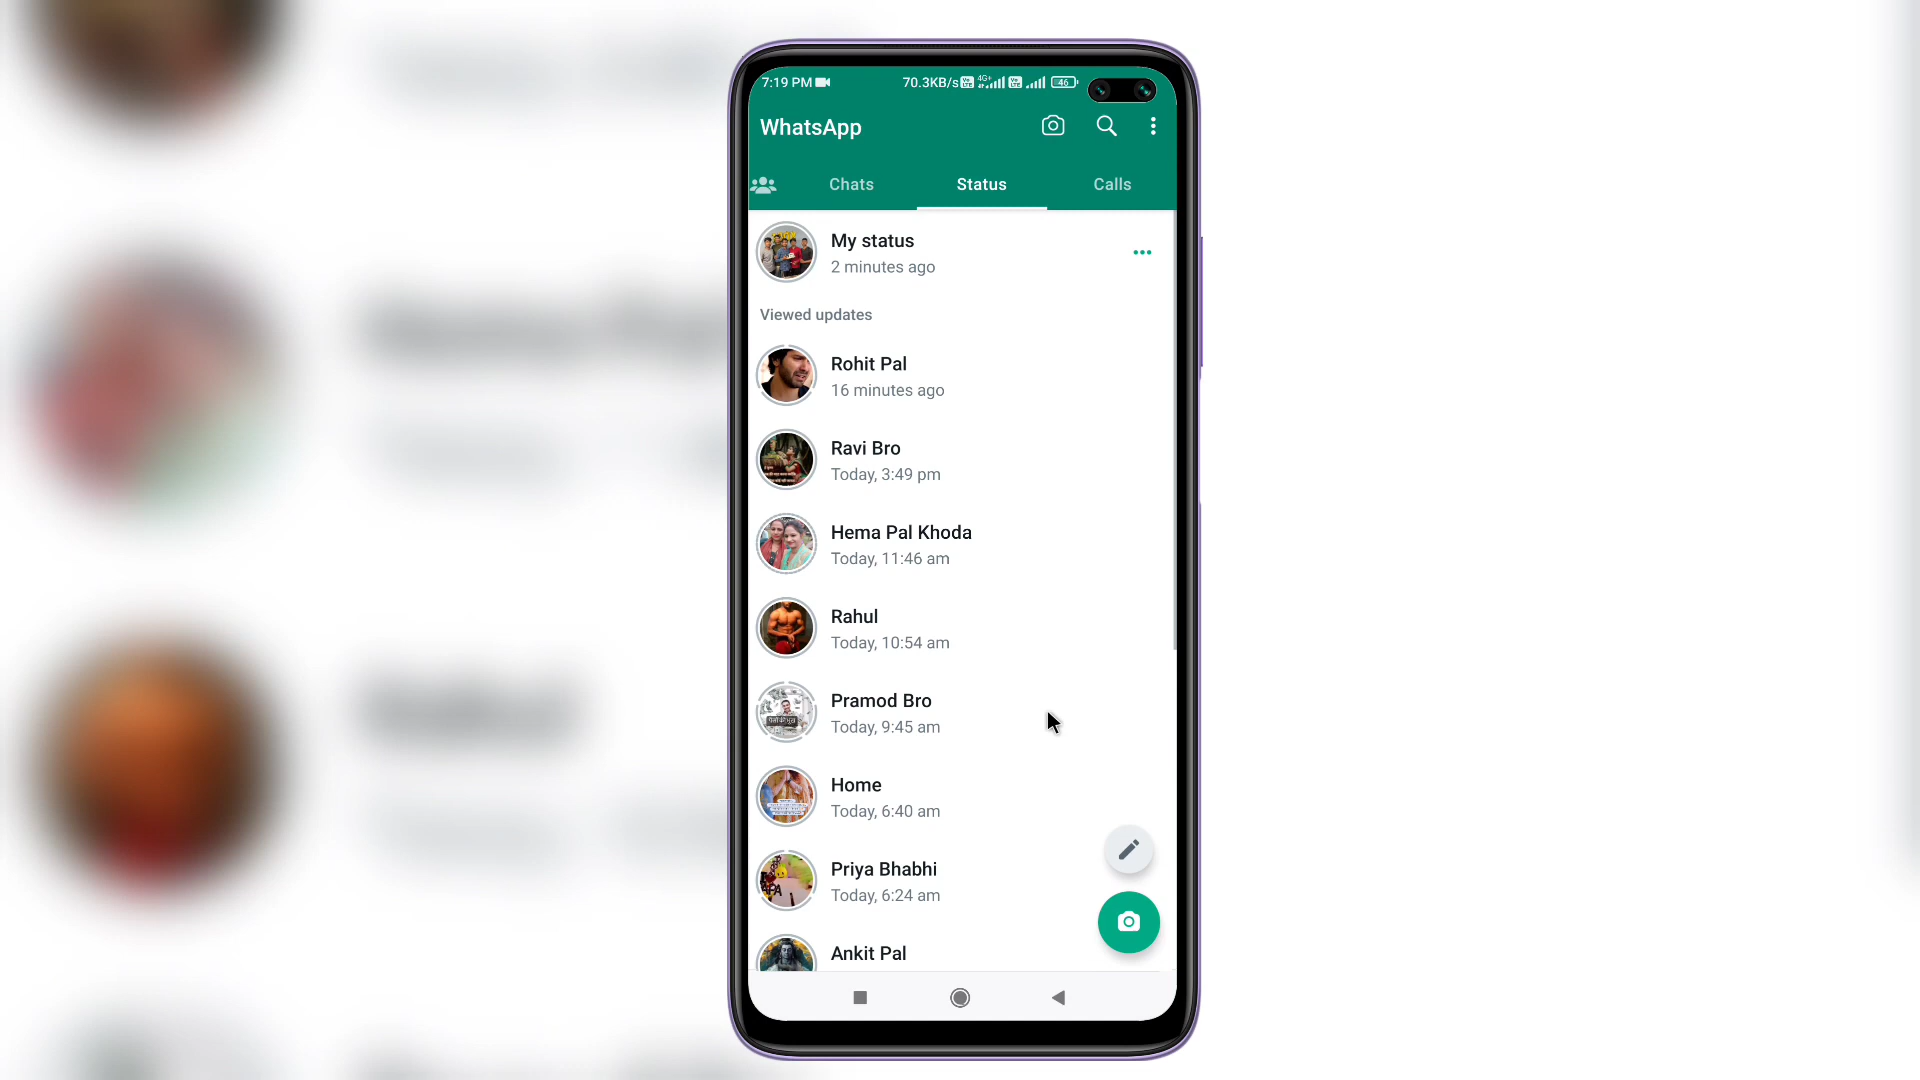 7:19 PM 70.3KB/s 4G+ 46
WhatsApp
Chats Status Calls
My status
2 minutes ago
Viewed updates
Rohit Pal
16 minutes ago
Ravi Bro
Today, 3:49 pm
Hema Pal Khoda
Today, 11:46 am
Rahul
Today, 10:54 am
Pramod Bro
Today, 9:45 am
Home
Today, 6:40 am
Priya Bhabhi
Today, 6:24 am
Ankit Pal